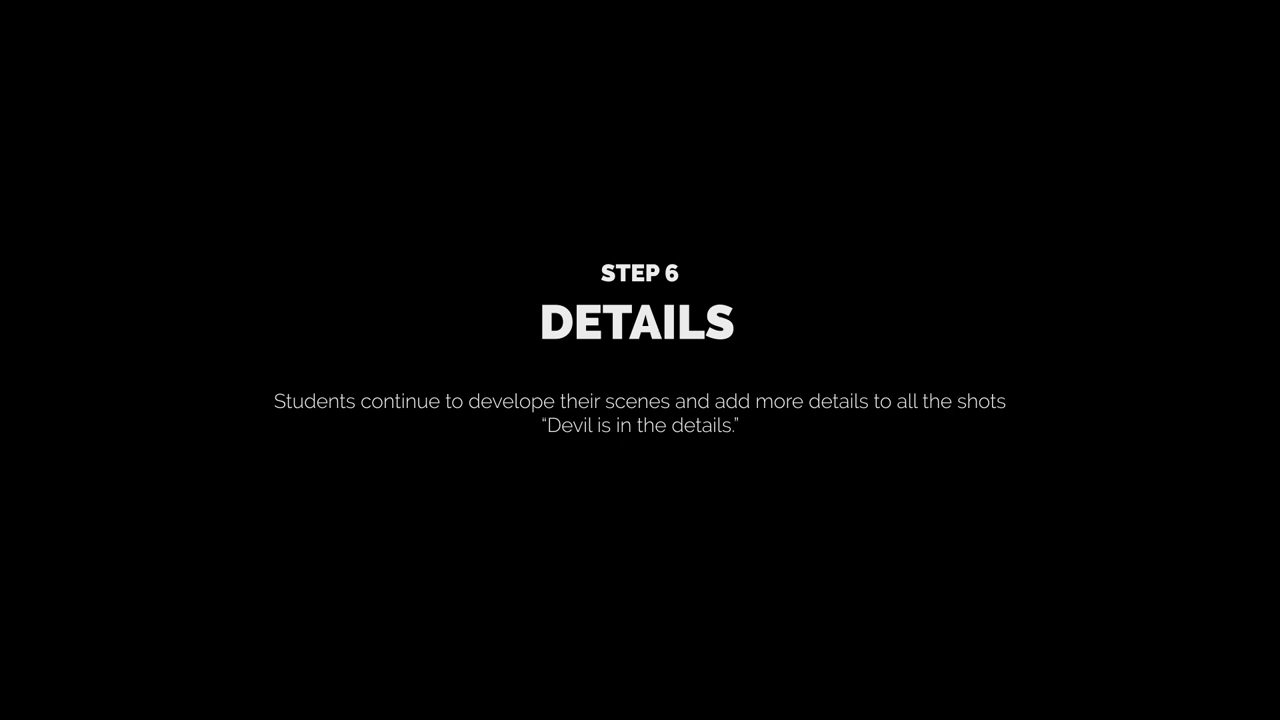 STEP 6
DETAILS
Students continue to develope their scenes and add more details to all the shots
“Devil is in the details.”